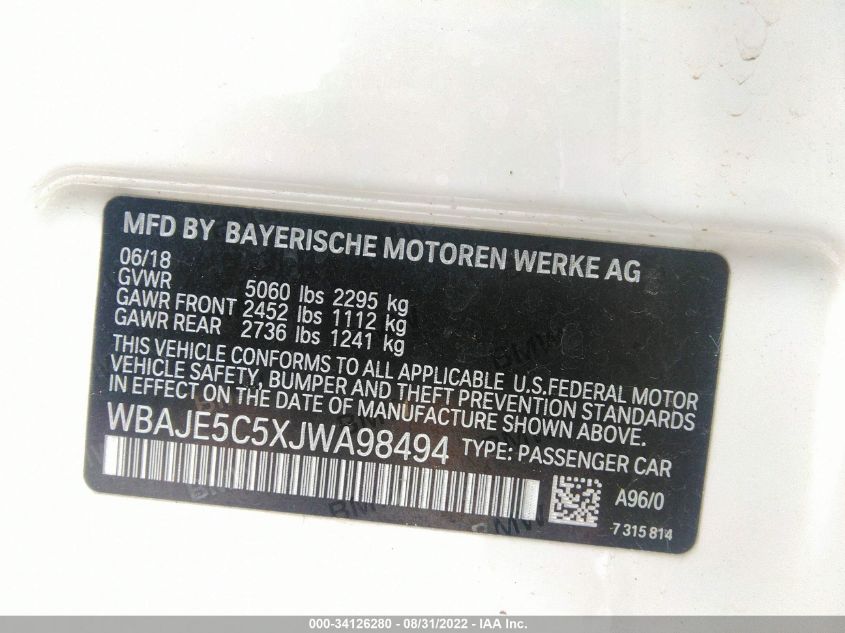 MFD BY BAYERISCHE MOTOREN WERKE AG
06/18
GVWR 5060 lbs 2295 kg
GAWR FRONT 2452 lbs 1112 kg
GAWR REAR 2736 lbs 1241 kg
THIS VEHICLE CONFORMS TO ALL APPLICABLE U.S.FEDERAL MOTOR
VEHICLE SAFETY, BUMPER AND THEFT PREVENTION STANDARDS
IN EFFECT ON THE DATE OF MANUFACTURE SHOWN ABOVE.
WBAJE5C5XJWA98494 TYPE: PASSENGER CAR
A96/0
7 315 814
000-34126280 - 08/31/2022 - IAA Inc.